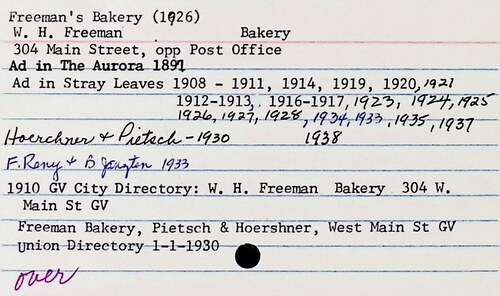 Freeman's Bakery (1926)
W. H. Freeman Bakery
304 Main Street, opp Post Office
Ad in The Aurora 1897
Ad in Stray Leaves 1908 - 1911, 1914, 1919, 1920, 1921
1912-1913, 1916-1917, 1923, 1924, 1925
1926, 1927, 1928, 1934, 1933, 1935, 1937
Hoerchner & Pietsch - 1930 1938
F. Reny & B 1933
1910 GV City Directory: W. H. Freeman Bakery 304 W.
Main St GV
Freeman Bakery, Pietsch & Hoershner, West Main St GV
Union Directory 1-1-1930
over